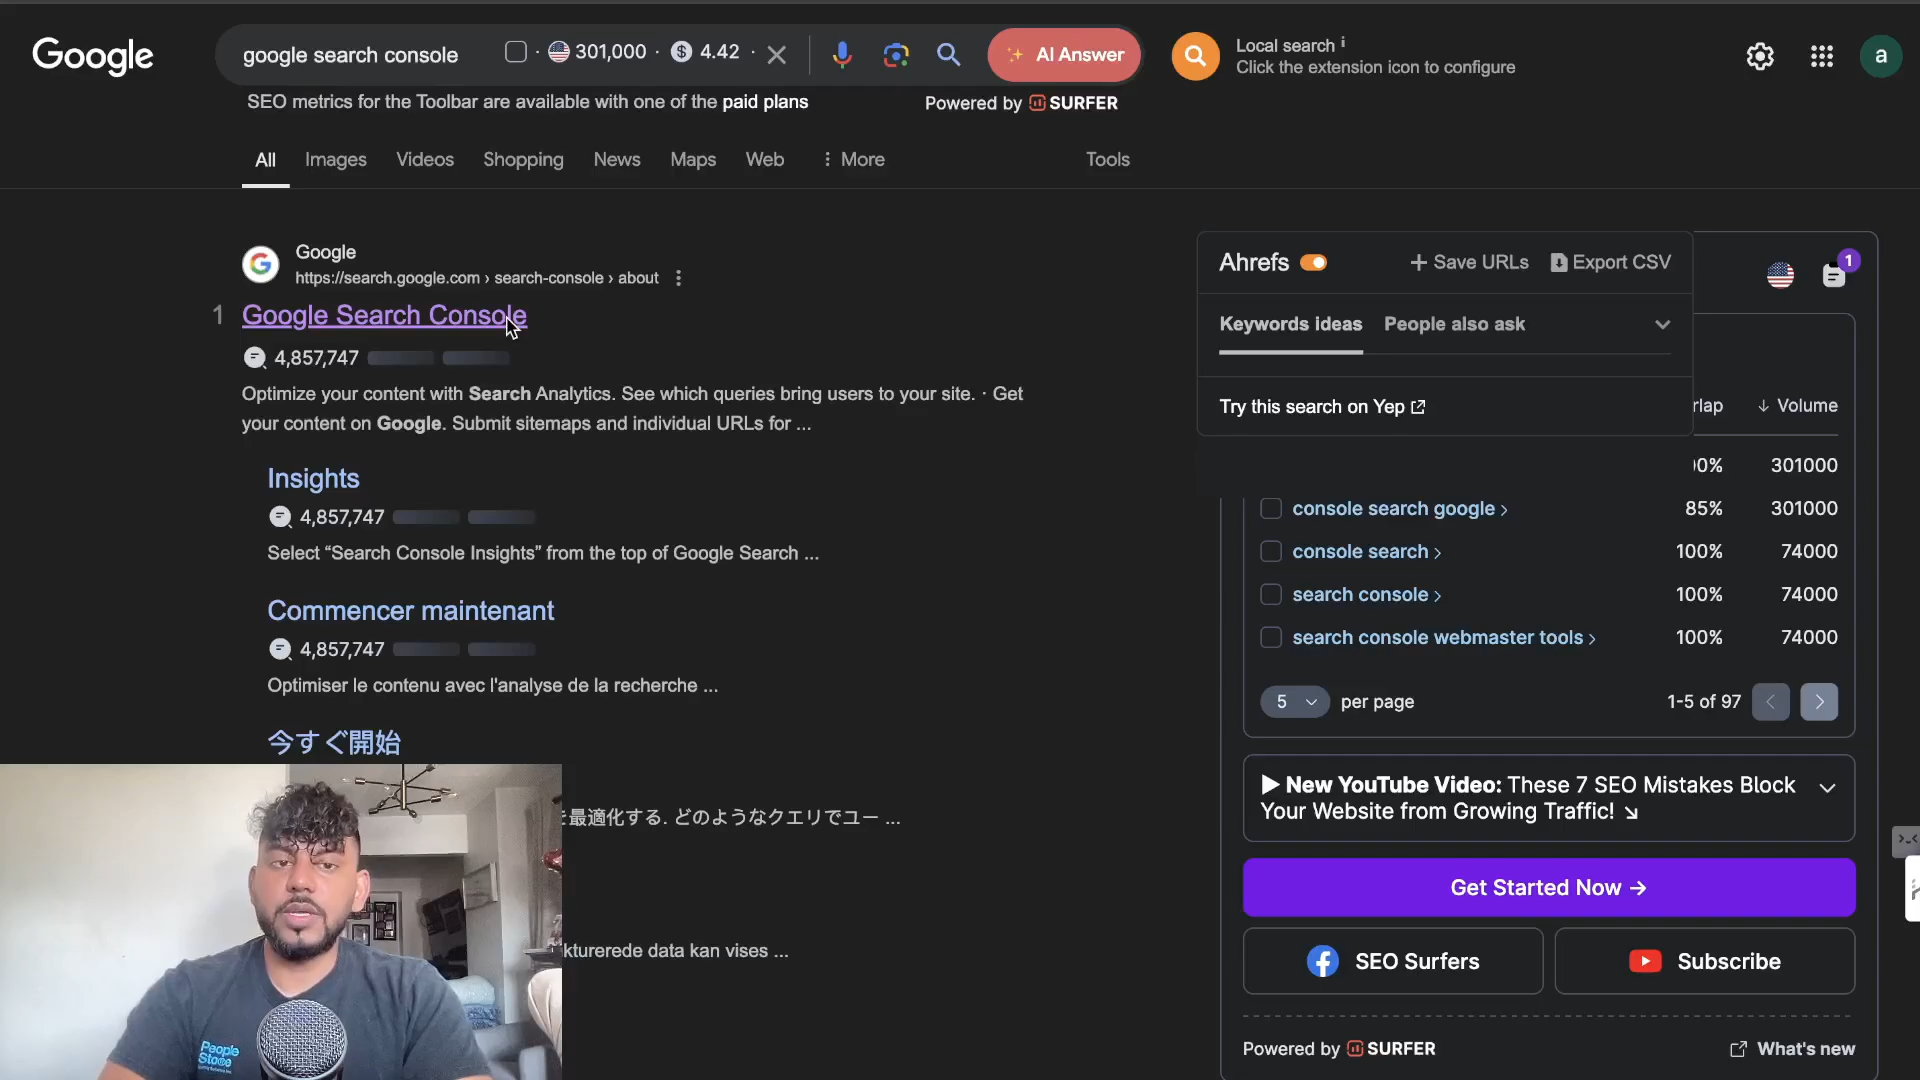 Google
google search console
301,000 · $ 4.42 ·
AI Answer
Local search i
Click the extension icon to configure
a
SEO metrics for the Toolbar are available with one of the paid plans
Powered by SURFER
All
Images
Videos
Shopping
News
Maps
Web
More
Tools
Google
https://search.google.com › search-console › about
1 Google Search Console
4,857,747
Optimize your content with Search Analytics. See which queries bring users to your site. · Get
your content on Google. Submit sitemaps and individual URLs for ...
Insights
4,857,747
Select “Search Console Insights” from the top of Google Search ...
Commencer maintenant
4,857,747
Optimiser le contenu avec l'analyse de la recherche ...
今すぐ開始
最適化する. どのようなクエリでユー ...
kturerede data kan vises ...
People
Store
Ahrefs
+ Save URLs
Export CSV
1
Keywords ideas
People also ask
Try this search on Yep
rlap
↓ Volume
00% 301000
console search google › 85% 301000
console search › 100% 74000
search console › 100% 74000
search console webmaster tools › 100% 74000
5 per page
1-5 of 97
▶ New YouTube Video: These 7 SEO Mistakes Block
Your Website from Growing Traffic! ↘
Get Started Now →
SEO Surfers
Subscribe
Powered by SURFER
What's new